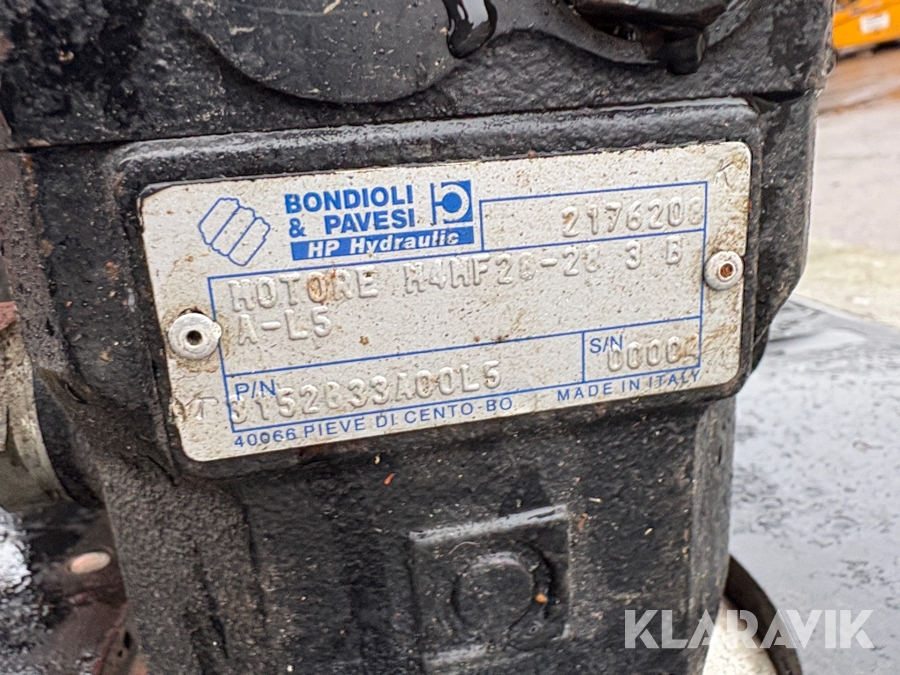 BONDIOLI
& PAVESI
HP Hydraulic
2176208
MOTORE M4MF28-28 3 B
A-L5
P/N
S/N
00004
40066 PIEVE DI CENTO-BO
MADE IN ITALY
KLARAVIK